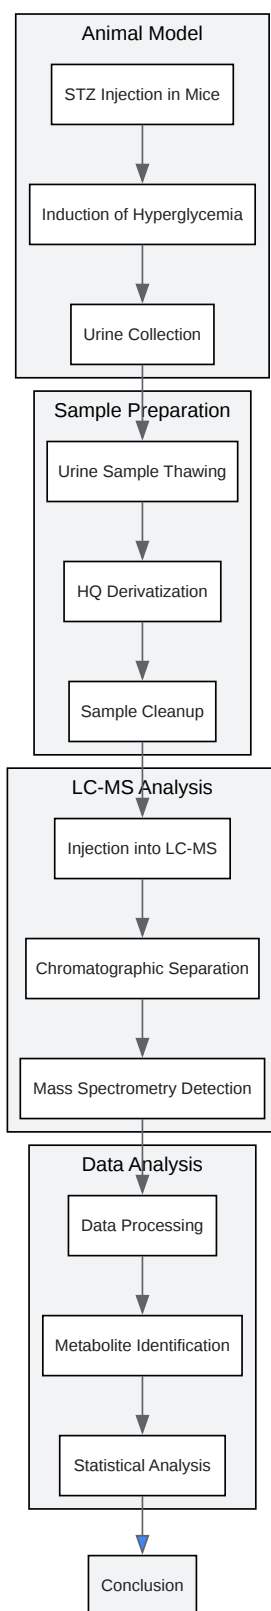 Animal Model
STZ Injection in Mice
Induction of Hyperglycemia
Urine Collection
Sample Preparation
Urine Sample Thawing
HQ Derivatization
Sample Cleanup
LC-MS Analysis
Injection into LC-MS
Chromatographic Separation
Mass Spectrometry Detection
Data Analysis
Data Processing
Metabolite Identification
Statistical Analysis
Conclusion